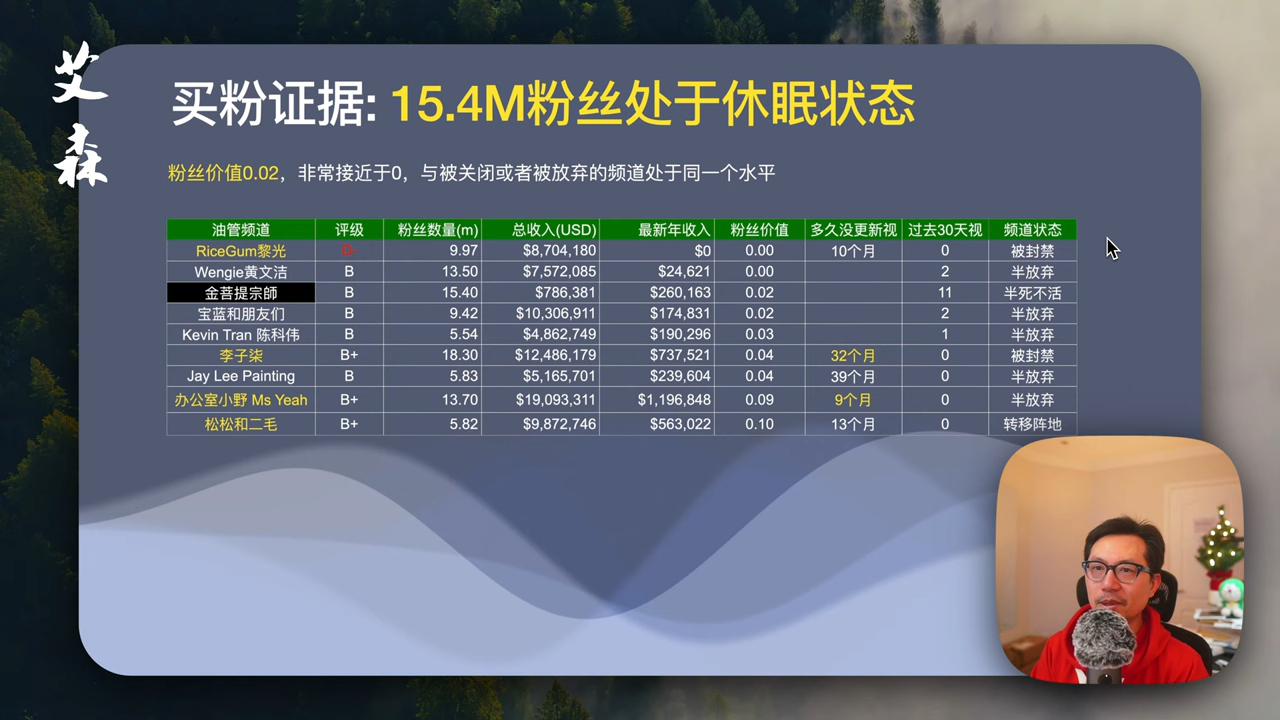 艾森
买粉证据: 15.4M粉丝处于休眠状态
粉丝价值0.02，非常接近于0，与被关闭或者被放弃的频道处于同一个水平
油管频道 评级 粉丝数量(m) 总收入(USD) 最新年收入 粉丝价值 多久没更新视 过去30天视 频道状态
RiceGum黎光 D- 9.97 $8,704,180 $0 0.00 10个月 0 被封禁
Wengie黄文洁 B 13.50 $7,572,085 $24,621 0.00 2 半放弃
金菩提宗師 B 15.40 $786,381 $260,163 0.02 11 半死不活
宝蓝和朋友们 B 9.42 $10,306,911 $174,831 0.02 2 半放弃
Kevin Tran 陈科伟 B 5.54 $4,862,749 $190,296 0.03 1 半放弃
李子柒 B+ 18.30 $12,486,179 $737,521 0.04 32个月 0 被封禁
Jay Lee Painting B 5.83 $5,165,701 $239,604 0.04 39个月 0 半放弃
办公室小野 Ms Yeah B+ 13.70 $19,093,311 $1,196,848 0.09 9个月 0 半放弃
松松和二毛 B+ 5.82 $9,872,746 $563,022 0.10 13个月 0 转移阵地